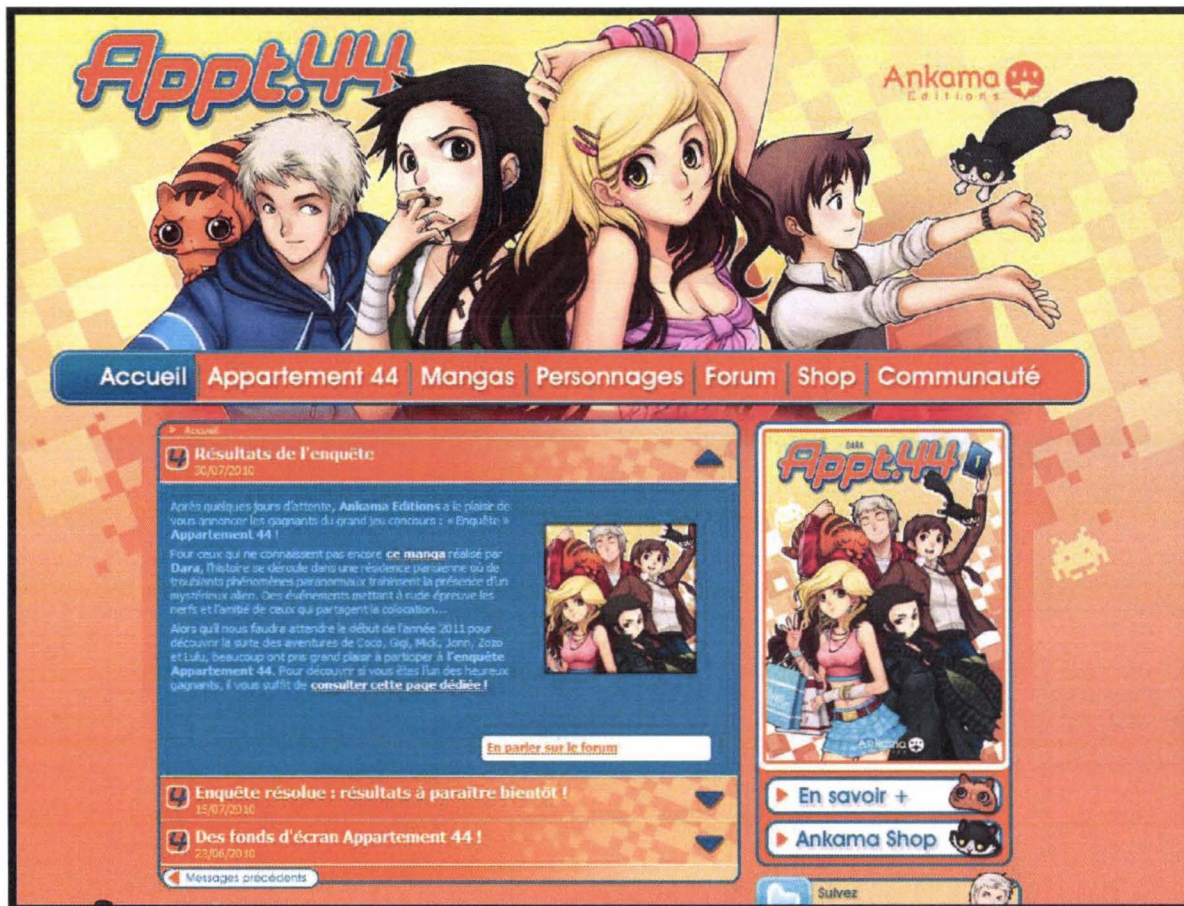 Appt.44
Ankama
Editions
Accueil
Appartement 44
Mangas
Personnages
Forum
Shop
Communauté
Accueil
4 Résultats de l'enquête
30/07/2010
Après quelques jours d'attente, Ankama Editions a le plaisir de
vous annoncer les gagnants du grand jeu concours : « Enquête »
Appartement 44 !
Pour ceux qui ne connaissent pas encore ce manga réalisé par
Dara, l'histoire se déroule dans une résidence parisienne où de
troublants phénomènes paranormaux trahissent la présence d'un
mystérieux alien. Des événements mettant à rude épreuve les
nerfs et l'amitié de ceux qui partagent la colocation...
Alors qu'il nous faudra attendre le début de l'année 2011 pour
découvrir la suite des aventures de Coco, Gigi, Mick, Jonn, Zozo
et Lulu, beaucoup ont pris grand plaisir à participer à l'enquête
Appartement 44. Pour découvrir si vous êtes l'un des heureux
gagnants, il vous suffit de consulter cette page dédiée !
En parler sur le forum
4 Enquête résolue : résultats à paraître bientôt !
15/07/2010
4 Des fonds d'écran Appartement 44 !
23/06/2010
Messages précédents
DARA
Appt.44
1
Ankama
En savoir +
Ankama Shop
Suivez